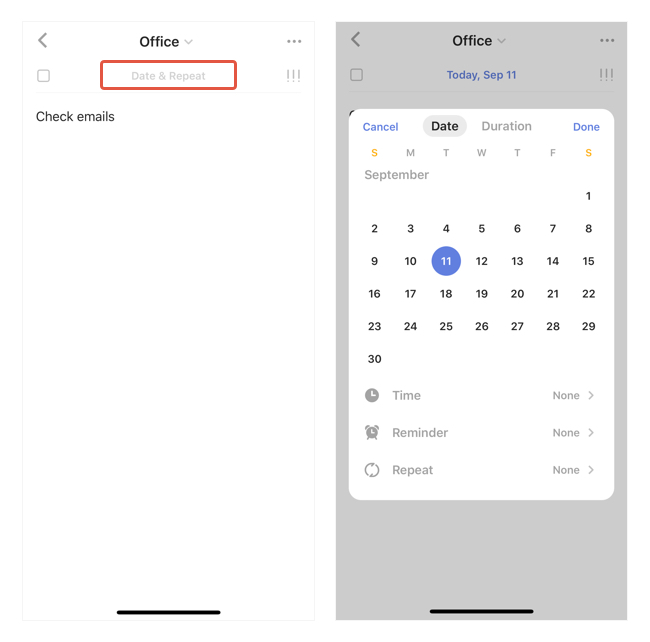 Office
Date & Repeat
Check emails
Office
Today, Sep 11
Cancel Date Duration Done
S M T W T F S
September
1
2 3 4 5 6 7 8
9 10 11 12 13 14 15
16 17 18 19 20 21 22
23 24 25 26 27 28 29
30
Time None
Reminder None
Repeat None